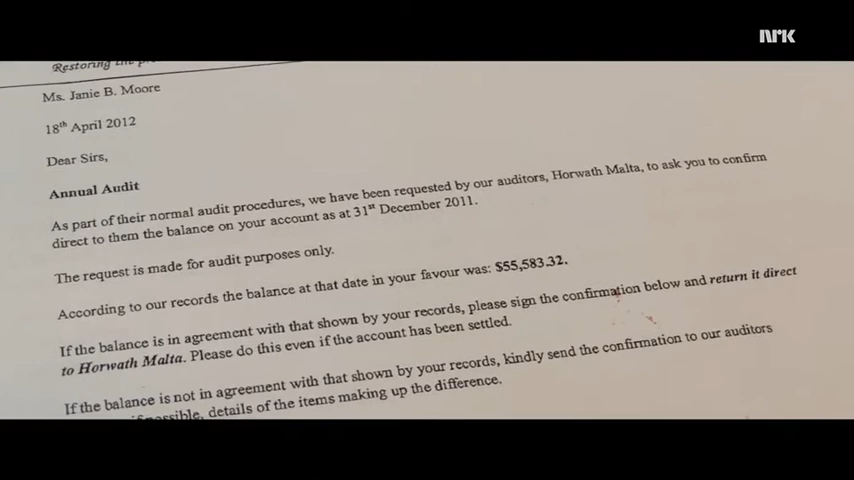 NRK
Restoring the
Ms. Janie B. Moore
18th April 2012
Dear Sirs,
Annual Audit
As part of their normal audit procedures, we have been requested by our auditors, Horwath Malta, to ask you to confirm
direct to them the balance on your account as at 31st December 2011.
The request is made for audit purposes only.
According to our records the balance at that date in your favour was: $55,583.32.
If the balance is in agreement with that shown by your records, please sign the confirmation below and return it direct
to Horwath Malta. Please do this even if the account has been settled.
If the balance is not in agreement with that shown by your records, kindly send the confirmation to our auditors
if possible, details of the items making up the difference.